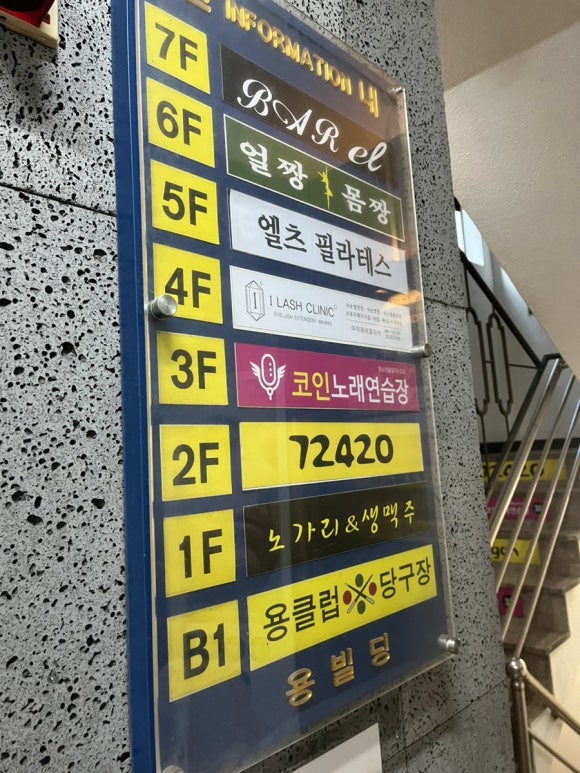 INFORMATION 내
7F BAR el
6F 얼짱 몸짱
5F 엘츠 필라테스
4F I LASH CLINIC
EYELASH EXTENSION · WAXING
3F 코인노래연습장
2F 72420
1F 노가리&생맥주
B1 용클럽 당구장
용빌딩
72420